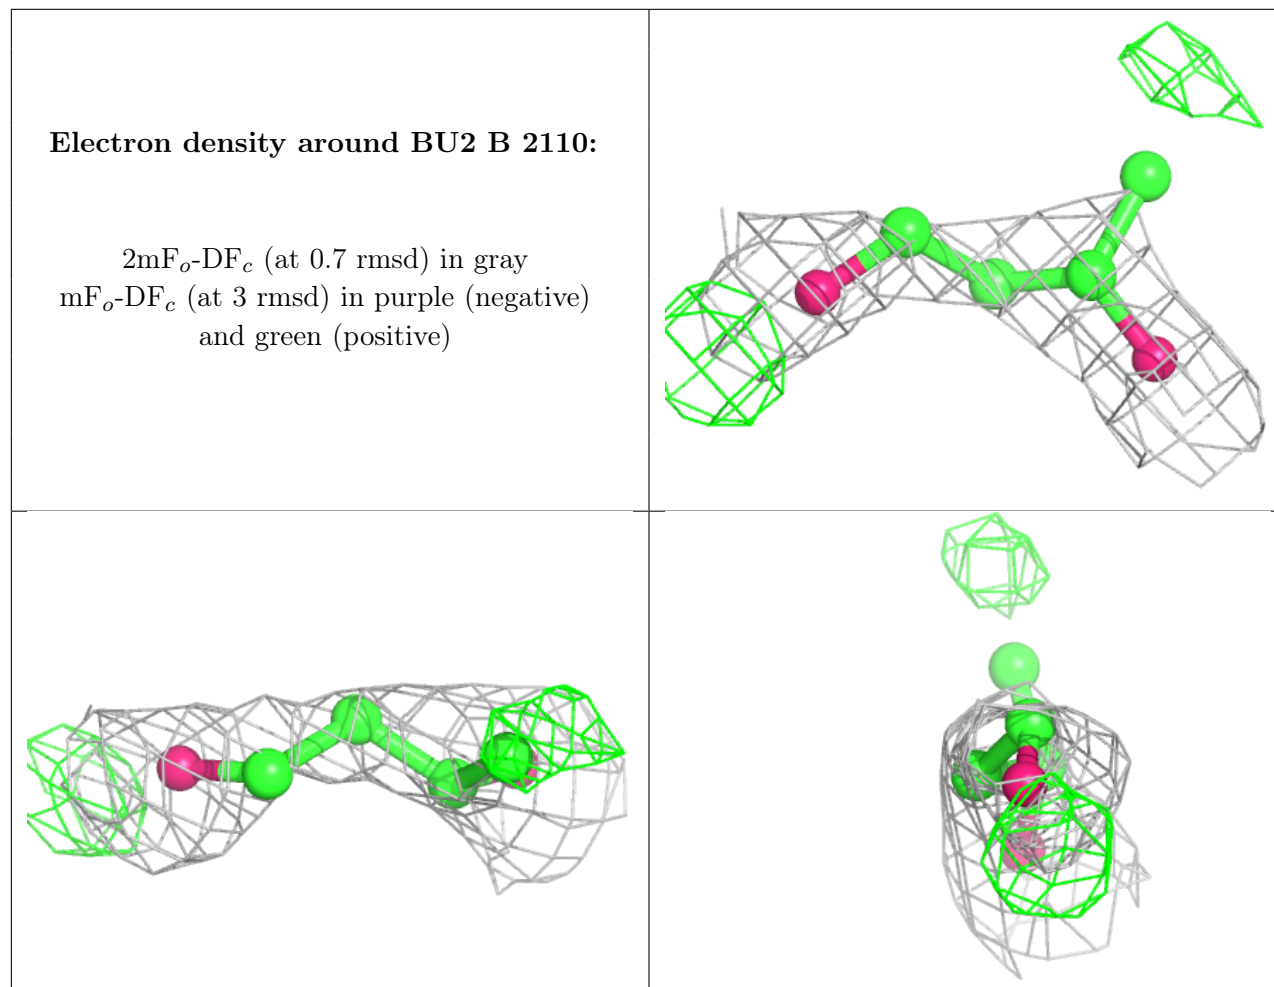 Electron density around BU2 B 2110:
2mFo-DFc (at 0.7 rmsd) in gray
mFo-DFc (at 3 rmsd) in purple (negative)
and green (positive)